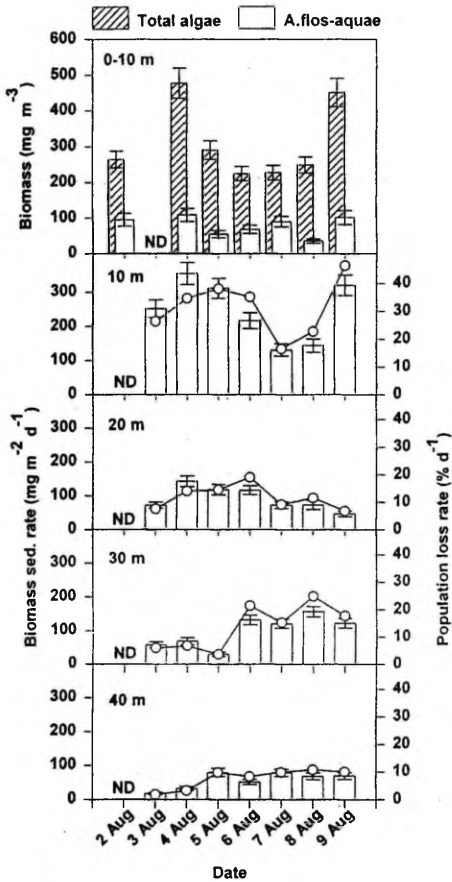 Total algae A.flos-aquae
600
500
400
300
200
100
0
0-10 m
ND
Biomass (mg m-3)
10 m
300
200
100
0
ND
40
30
20
10
0
20 m
300
200
100
0
ND
40
30
20
10
0
30 m
300
200
100
0
ND
40
30
20
10
0
40 m
300
200
100
0
ND
40
30
20
10
0
Biomass sed. rate (mg m-2 d-1)
Population loss rate (% d-1)
2 Aug
3 Aug
4 Aug
5 Aug
6 Aug
7 Aug
8 Aug
9 Aug
Date